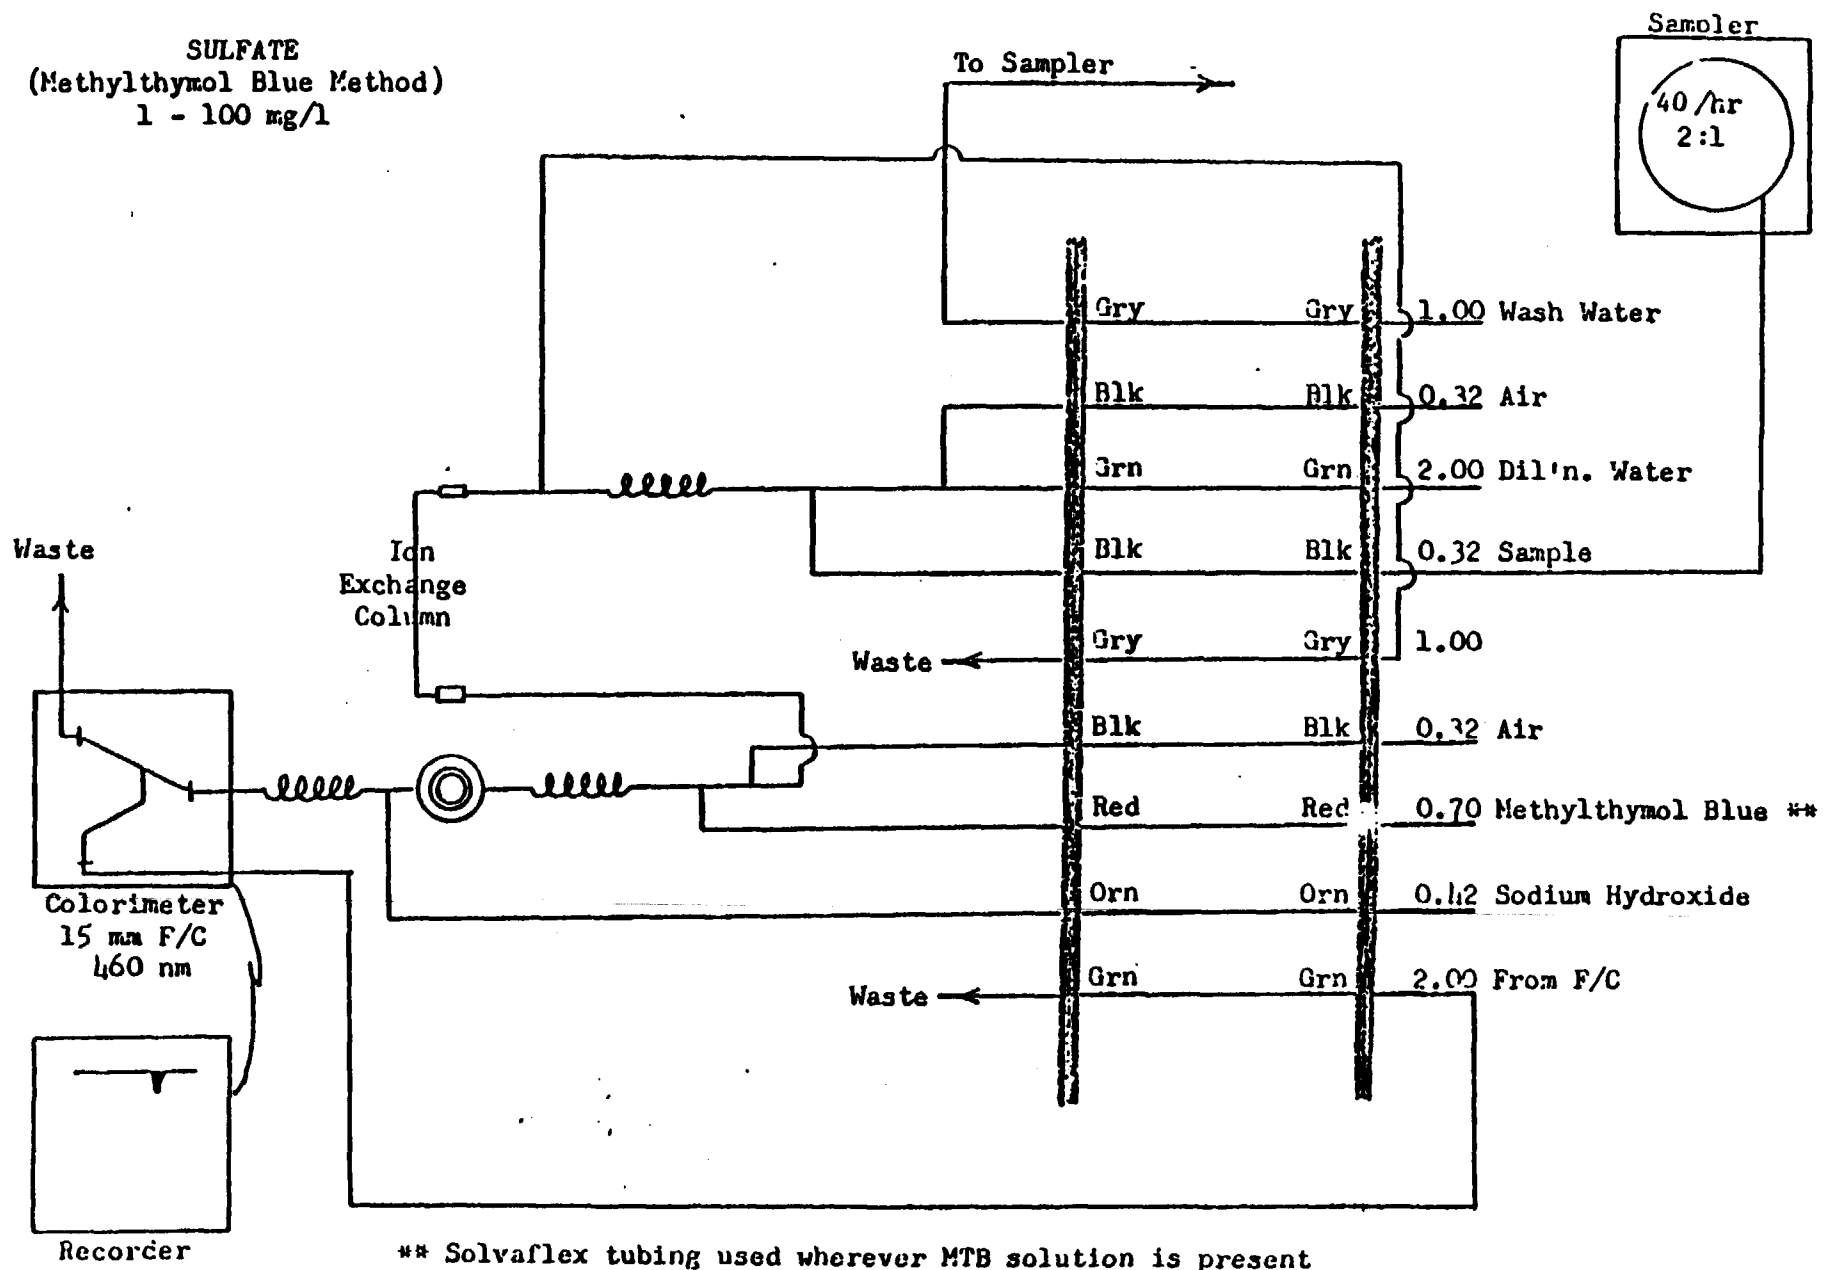 SULFATE
(Methylthymol Blue Method)
1 - 100 mg/l
To Sampler
Sampler
40/hr
2:1
Gry Gry 1.00 Wash Water
Blk Blk 0.32 Air
Grn Grn 2.00 Dil'n. Water
Blk Blk 0.32 Sample
Waste Gry Gry 1.00
Blk Blk 0.32 Air
Red Red 0.70 Methylthymol Blue **
Orn Orn 0.42 Sodium Hydroxide
Waste Grn Grn 2.00 From F/C
Waste
Ion
Exchange
Column
Colorimeter
15 mm F/C
460 nm
Recorder
** Solvaflex tubing used wherever MTB solution is present